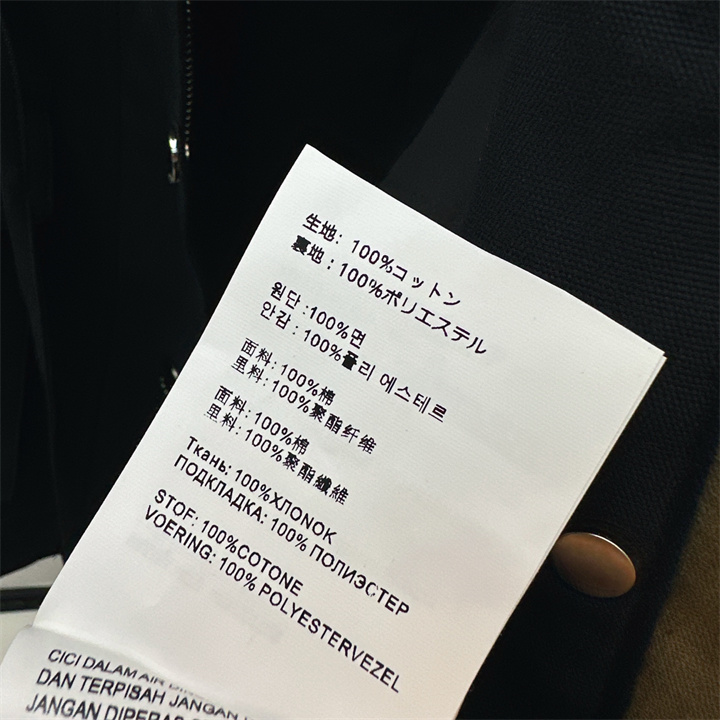 生地: 100%コットン
裏地 : 100%ポリエステル
원단 :100%면
안감 : 100%폴리 에스테르
面料: 100%棉
里料: 100%聚酯纤维
面料: 100%棉
里料: 100%聚酯纖維
Ткань: 100%ХЛОNОК
ПОДКЛАДКА: 100% ПОЛИЭСТЕР
STOF: 100%COTONE
VOERING: 100% POLYESTERVEZEL
CICI DALAM AIR
DAN TERPISAH JANGAN
JANGAN DIPERAS